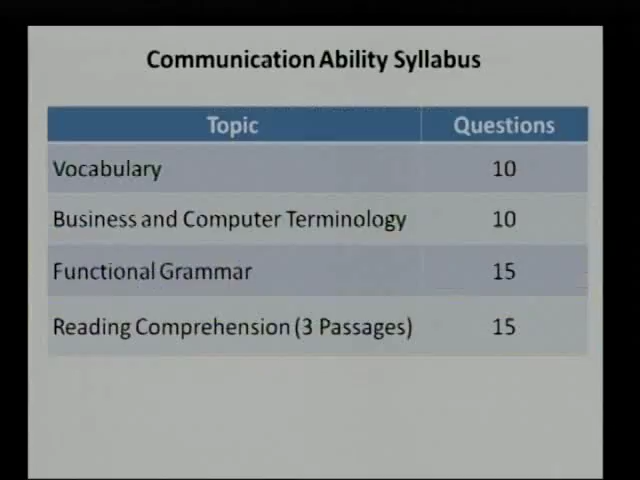 Communication Ability Syllabus
Topic Questions
Vocabulary 10
Business and Computer Terminology 10
Functional Grammar 15
Reading Comprehension (3 Passages) 15